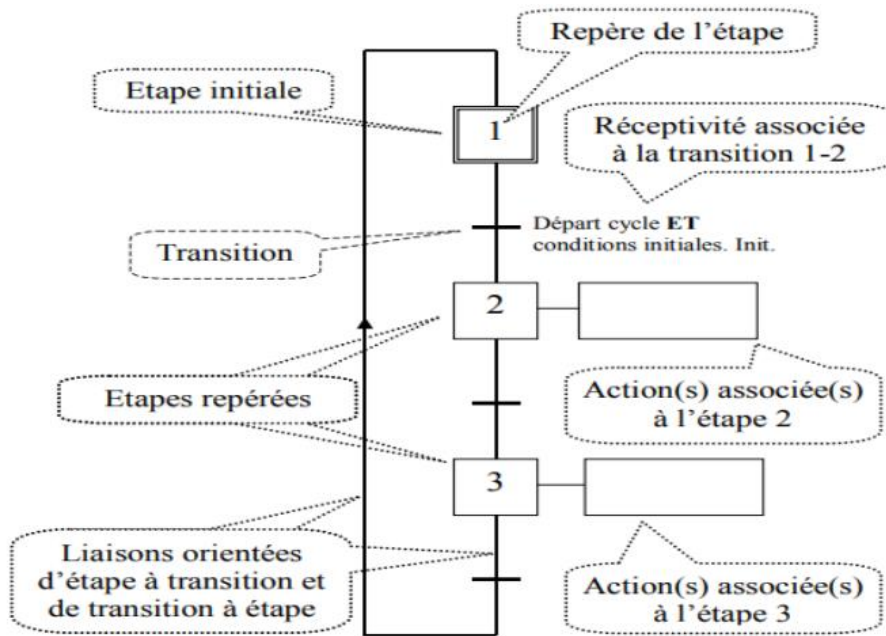 Repère de l'étape
Etape initiale
1
Réceptivité associée
à la transition 1-2
Départ cycle ET
conditions initiales. Init.
Transition
2
Etapes repérées
Action(s) associée(s)
à l'étape 2
3
Liaisons orientées
d'étape à transition et
de transition à étape
Action(s) associée(s)
à l'étape 3